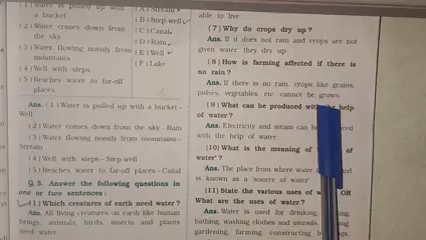 (1) Water is pulled up with
a bucket
(2) Water comes down from
the sky
(3) Water flowing noisily from
mountains
(4) Well with steps
(5) Reaches water to far-off
places
(A) Stream
(B) Step well
(C) Canal
(D) Rain
(E) Well
(F) Lake
Ans. (1) Water is pulled up with a bucket -
Well
(2) Water comes down from the sky - Rain
(3) Water flowing noisily from mountains -
Stream
(4) Well with steps - Step well
(5) Reaches water to far-off places - Canal
Q. 5. Answer the following questions in
one or two sentences :
(1) Which creatures of earth need water?
Ans. All living creatures on earth like human
beings, animals, birds, insects and plants
need water.
able to live
(7) Why do crops dry up?
Ans. If it does not rain and crops are not
given water, they dry up.
(8) How is farming affected if there is
no rain?
Ans. If there is no rain, crops like grains,
pulses, vegetables, etc. cannot be grown.
(9) What can be produced with the help
of water?
Ans. Electricity and steam can
with the help of water.
(10) What is the meaning of
water'?
Ans. The place from where water
is known as a 'source of water'
(11) State the various uses of OR
What are the uses of water?
Ans. Water is used for drinking,
bathing, washing clothes and utensils,
gardening, farming, constructing